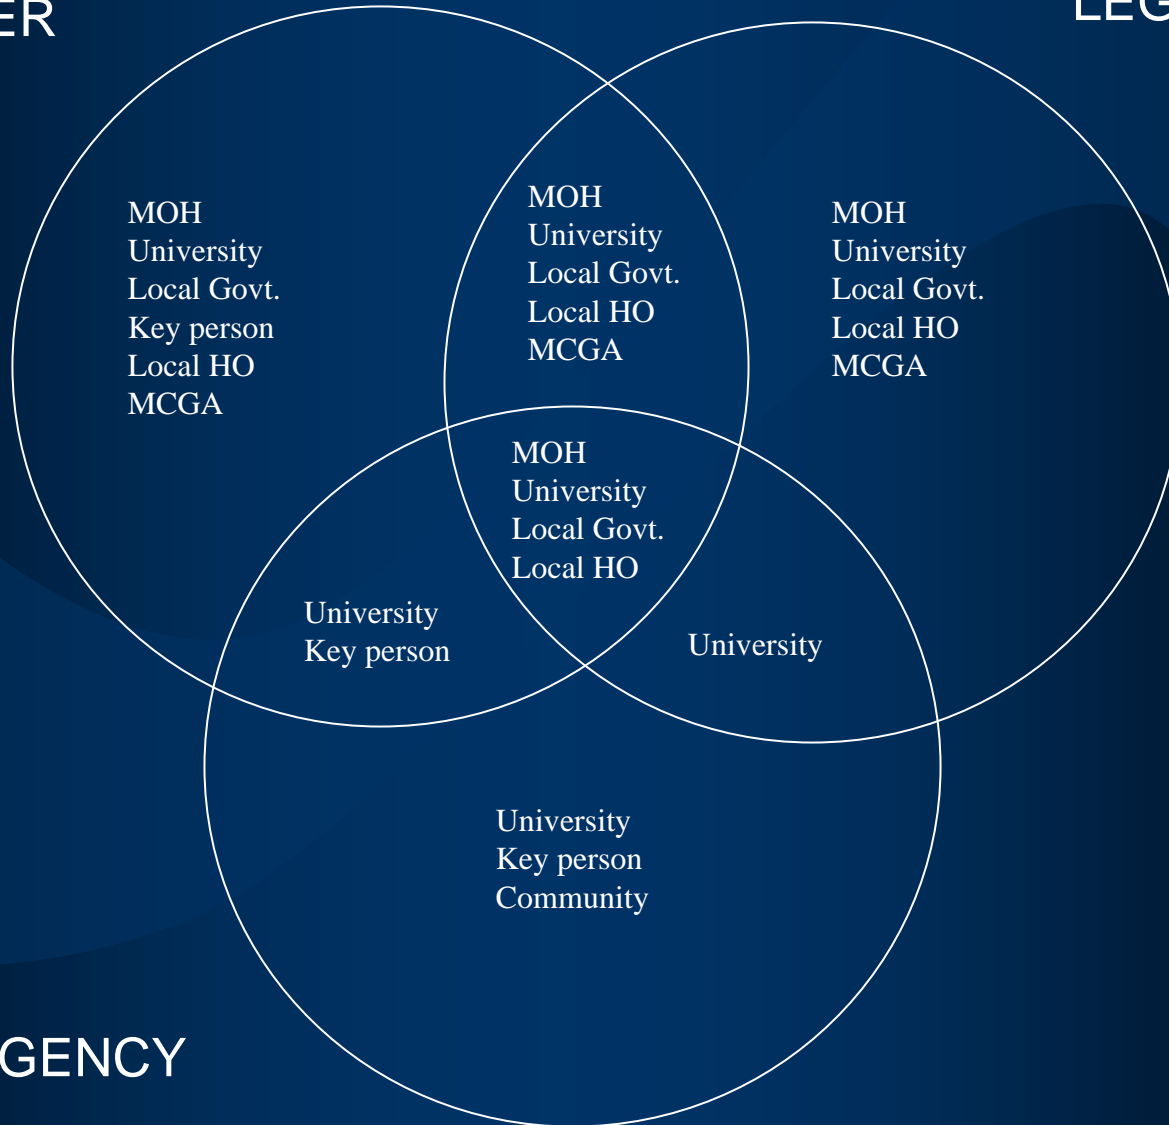 ER
LEG
MOH
University
Local Govt.
Key person
Local HO
MCGA
MOH
University
Local Govt.
Local HO
MCGA
MOH
University
Local Govt.
Local HO
MCGA
MOH
University
Local Govt.
Local HO
University
Key person
University
University
Key person
Community
GENCY